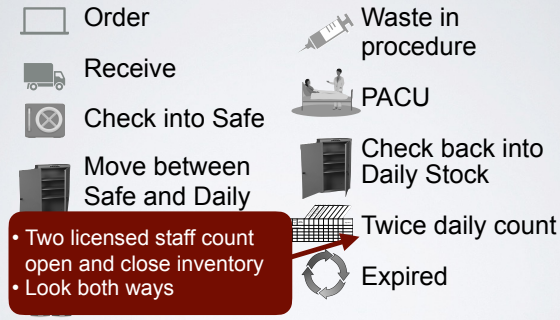 Order
Receive
Check into Safe
Move between
Safe and Daily
• Two licensed staff count
open and close inventory
• Look both ways
Waste in
procedure
PACU
Check back into
Daily Stock
Twice daily count
Expired